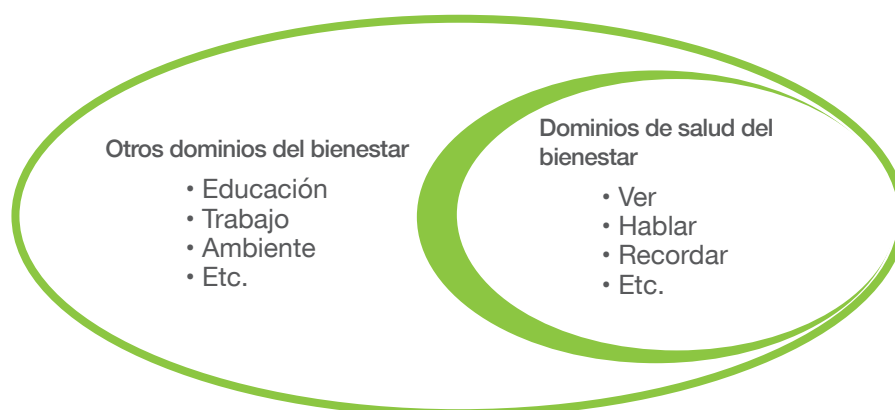 Otros dominios del bienestar
• Educación
• Trabajo
• Ambiente
• Etc.
Dominios de salud del
bienestar
• Ver
• Hablar
• Recordar
• Etc.